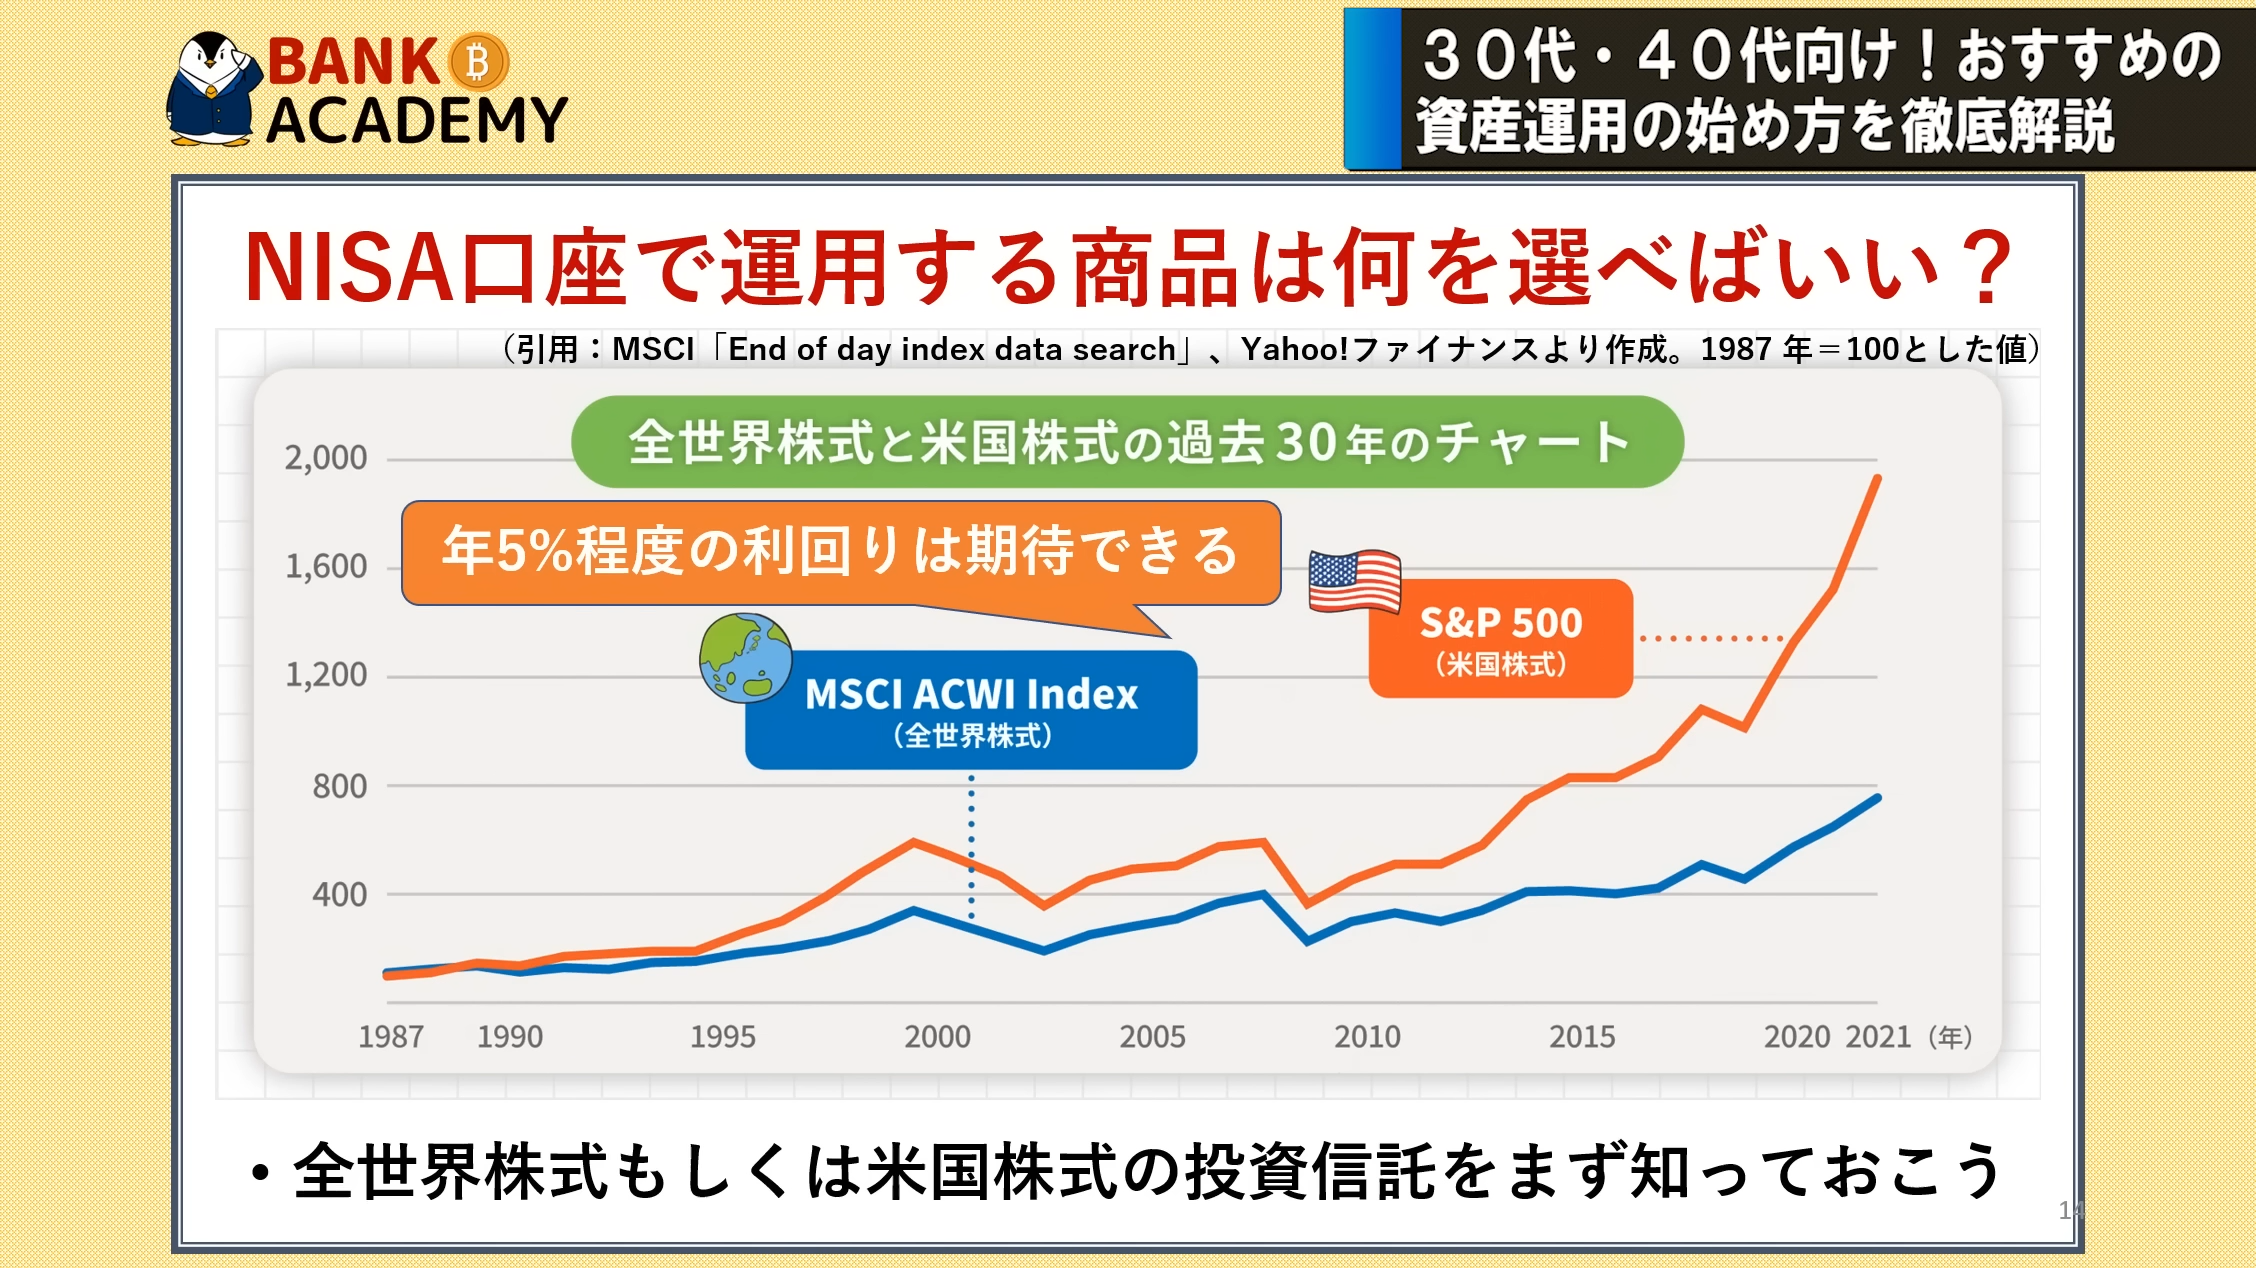 BANK ₿
ACADEMY
３０代・４０代向け！おすすめの
資産運用の始め方を徹底解説
NISA口座で運用する商品は何を選べばいい？
（引用：MSCI「End of day index data search」、Yahoo!ファイナンスより作成。1987 年＝100とした値）
全世界株式と米国株式の過去30年のチャート
年5%程度の利回りは期待できる
S&P 500
（米国株式）
MSCI ACWI Index
（全世界株式）
2,000
1,600
1,200
800
400
1987 1990 1995 2000 2005 2010 2015 2020 2021（年）
・全世界株式もしくは米国株式の投資信託をまず知っておこう
14